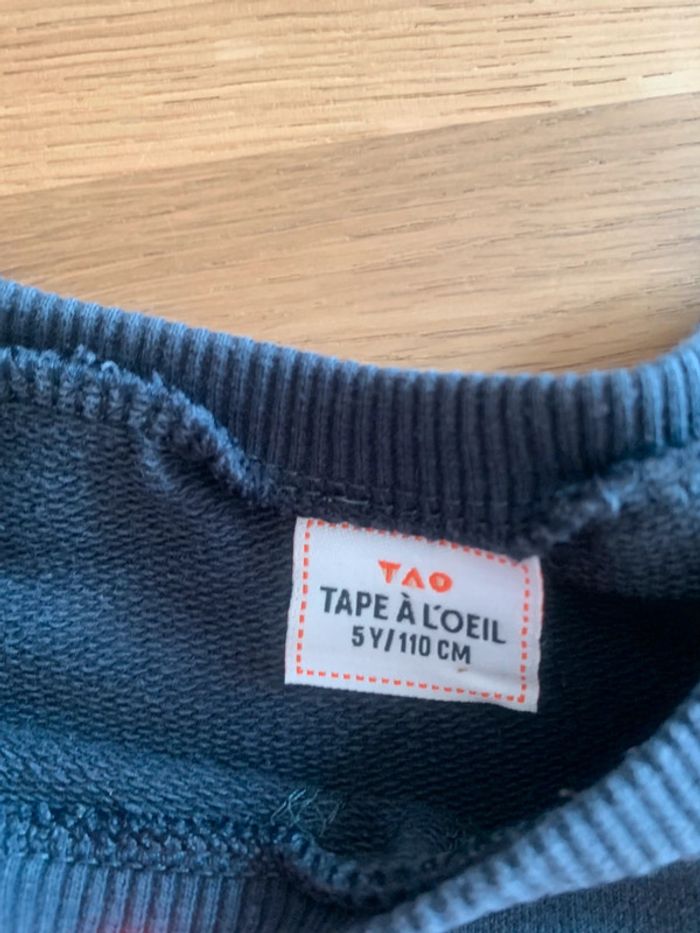 TAO
TAPE À L'OEIL
5 Y/110 CM